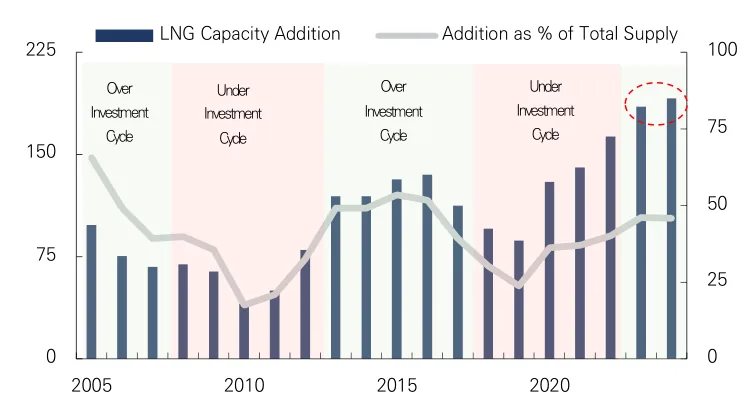 LNG Capacity Addition
Addition as % of Total Supply
225
150
75
0
100
75
50
25
0
Over
Investment
Cycle
Under
Investment
Cycle
Over
Investment
Cycle
Under
Investment
Cycle
2005
2010
2015
2020